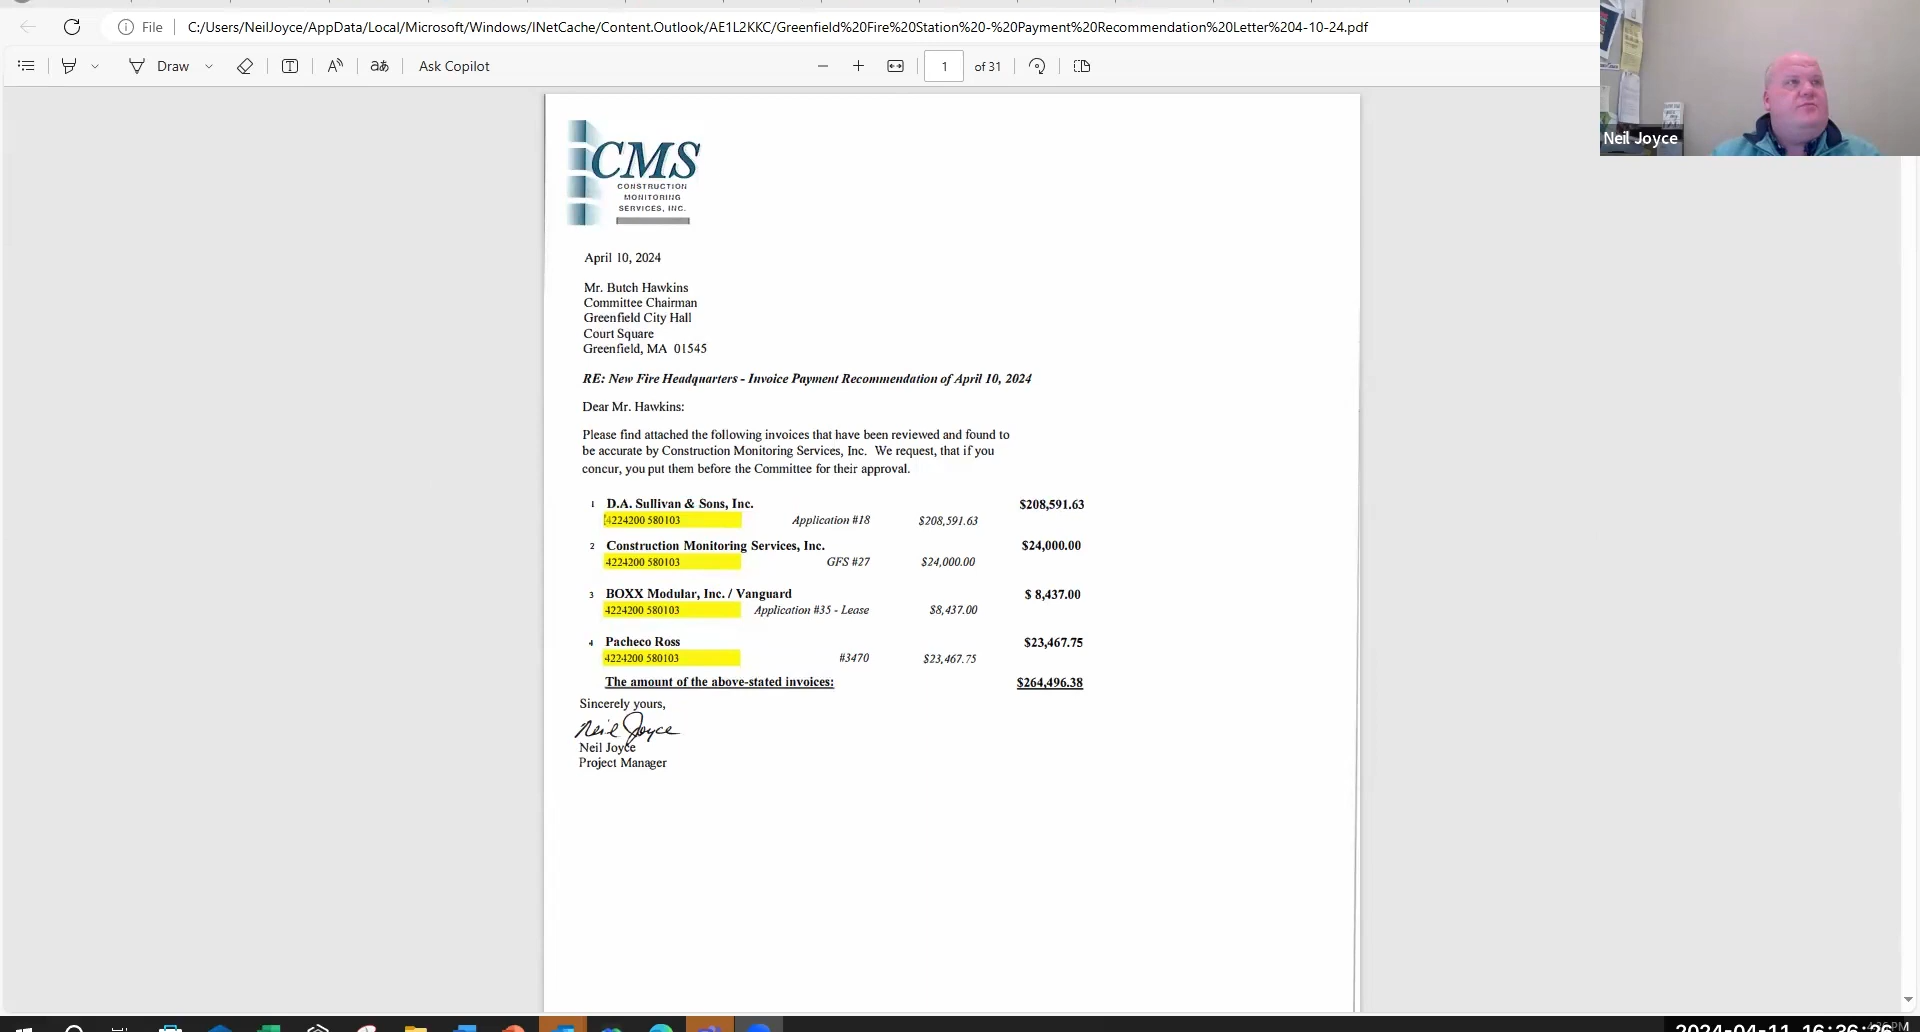 File
C:/Users/NeilJoyce/AppData/Local/Microsoft/Windows/INetCache/Content.Outlook/AE1L2KKC/Greenfield%20Fire%20Station%20-%20Payment%20Recommendation%20Letter%204-10-24.pdf
Draw
Ask Copilot
1 of 31
Neil Joyce
CMS
CONSTRUCTION
MONITORING
SERVICES, INC.
April 10, 2024
Mr. Butch Hawkins
Committee Chairman
Greenfield City Hall
Court Square
Greenfield, MA 01545
RE: New Fire Headquarters - Invoice Payment Recommendation of April 10, 2024
Dear Mr. Hawkins:
Please find attached the following invoices that have been reviewed and found to
be accurate by Construction Monitoring Services, Inc. We request, that if you
concur, you put them before the Committee for their approval.
1 D.A. Sullivan & Sons, Inc. $208,591.63
4224200 580103 Application #18 $208,591.63
2 Construction Monitoring Services, Inc. $24,000.00
4224200 580103 GFS #27 $24,000.00
3 BOXX Modular, Inc. / Vanguard $ 8,437.00
4224200 580103 Application #35 - Lease $8,437.00
4 Pacheco Ross $23,467.75
4224200 580103 #3470 $23,467.75
The amount of the above-stated invoices: $264,496.38
Sincerely yours,
Neil Joyce
Neil Joyce
Project Manager
2024-04-11 16:36:26